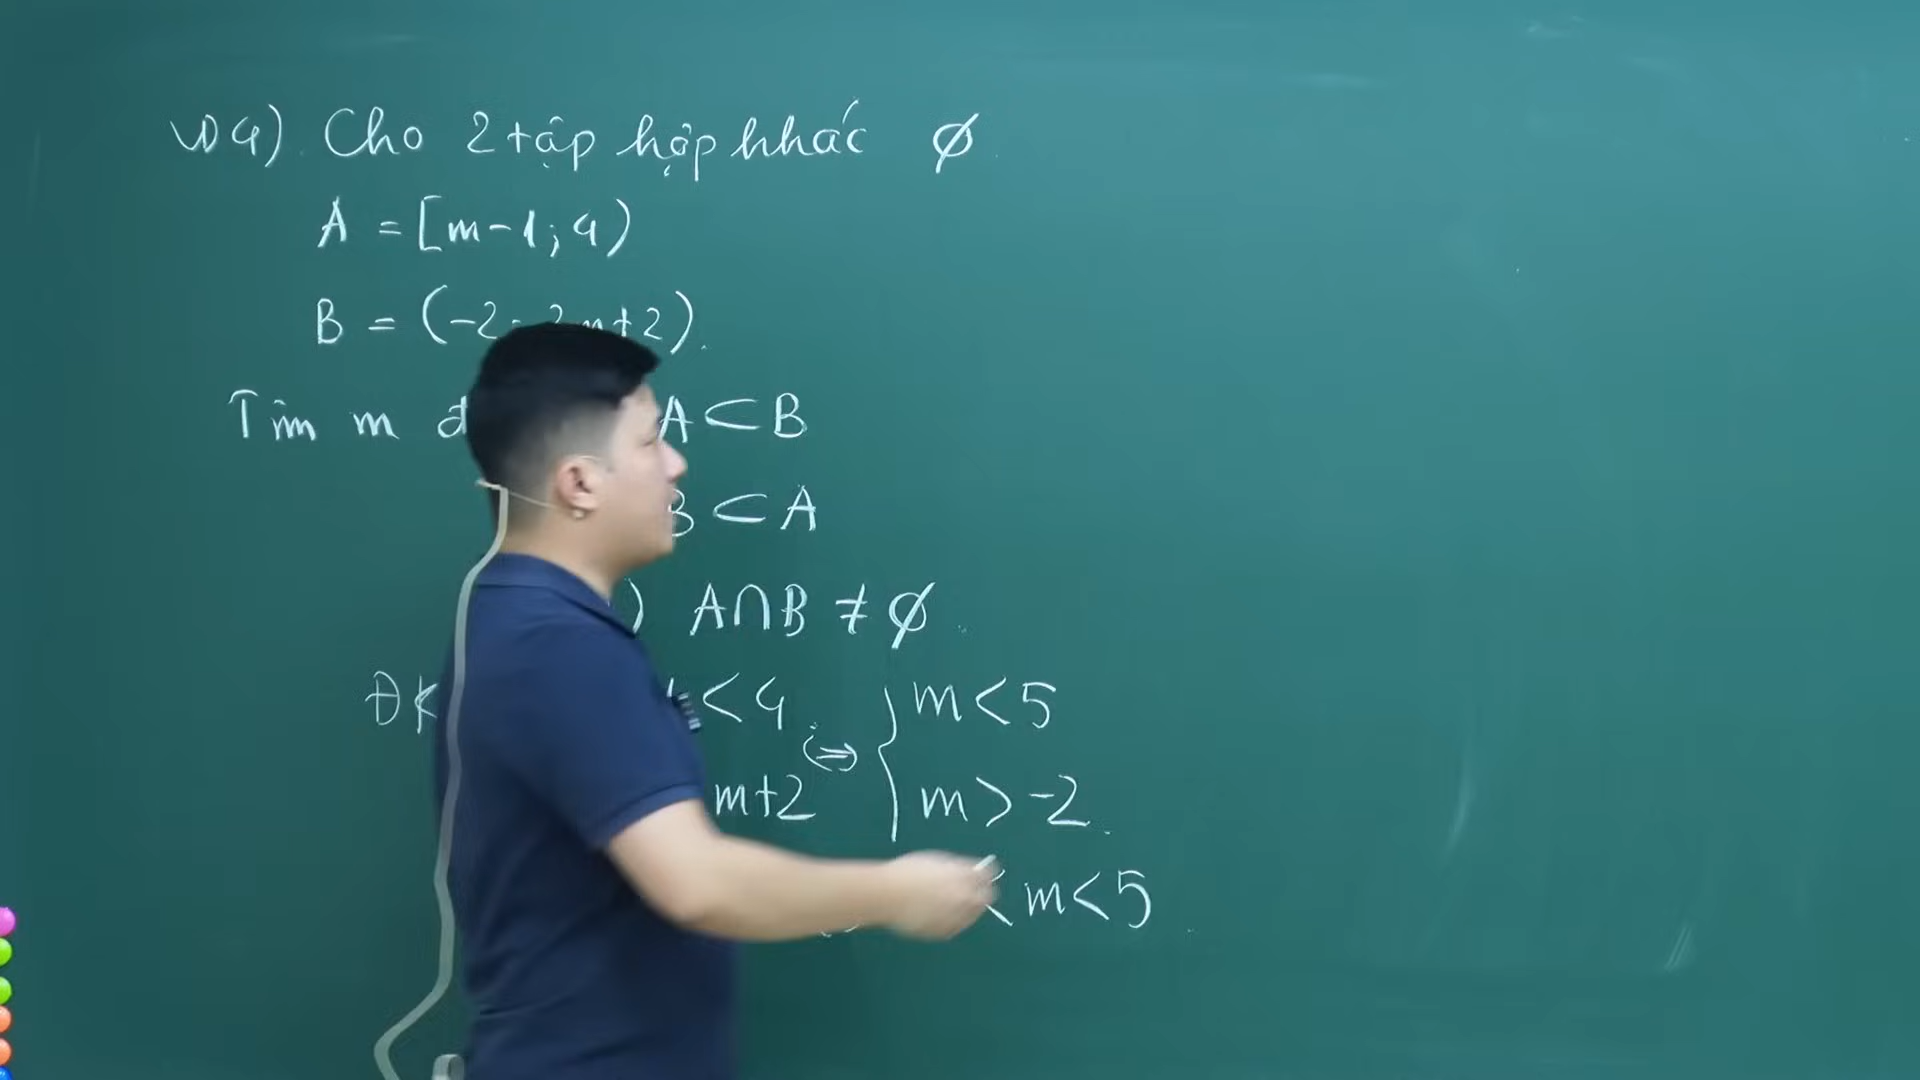 VD4) Cho 2 tập hợp khác ∅
A = [m-1; 4)
B = (-2; 2m+2).
Tìm m A ⊂ B
B ⊂ A
) A∩B ≠ ∅.
ĐK < 4 ⇔ { m < 5
m+2 m > -2.
< m < 5.